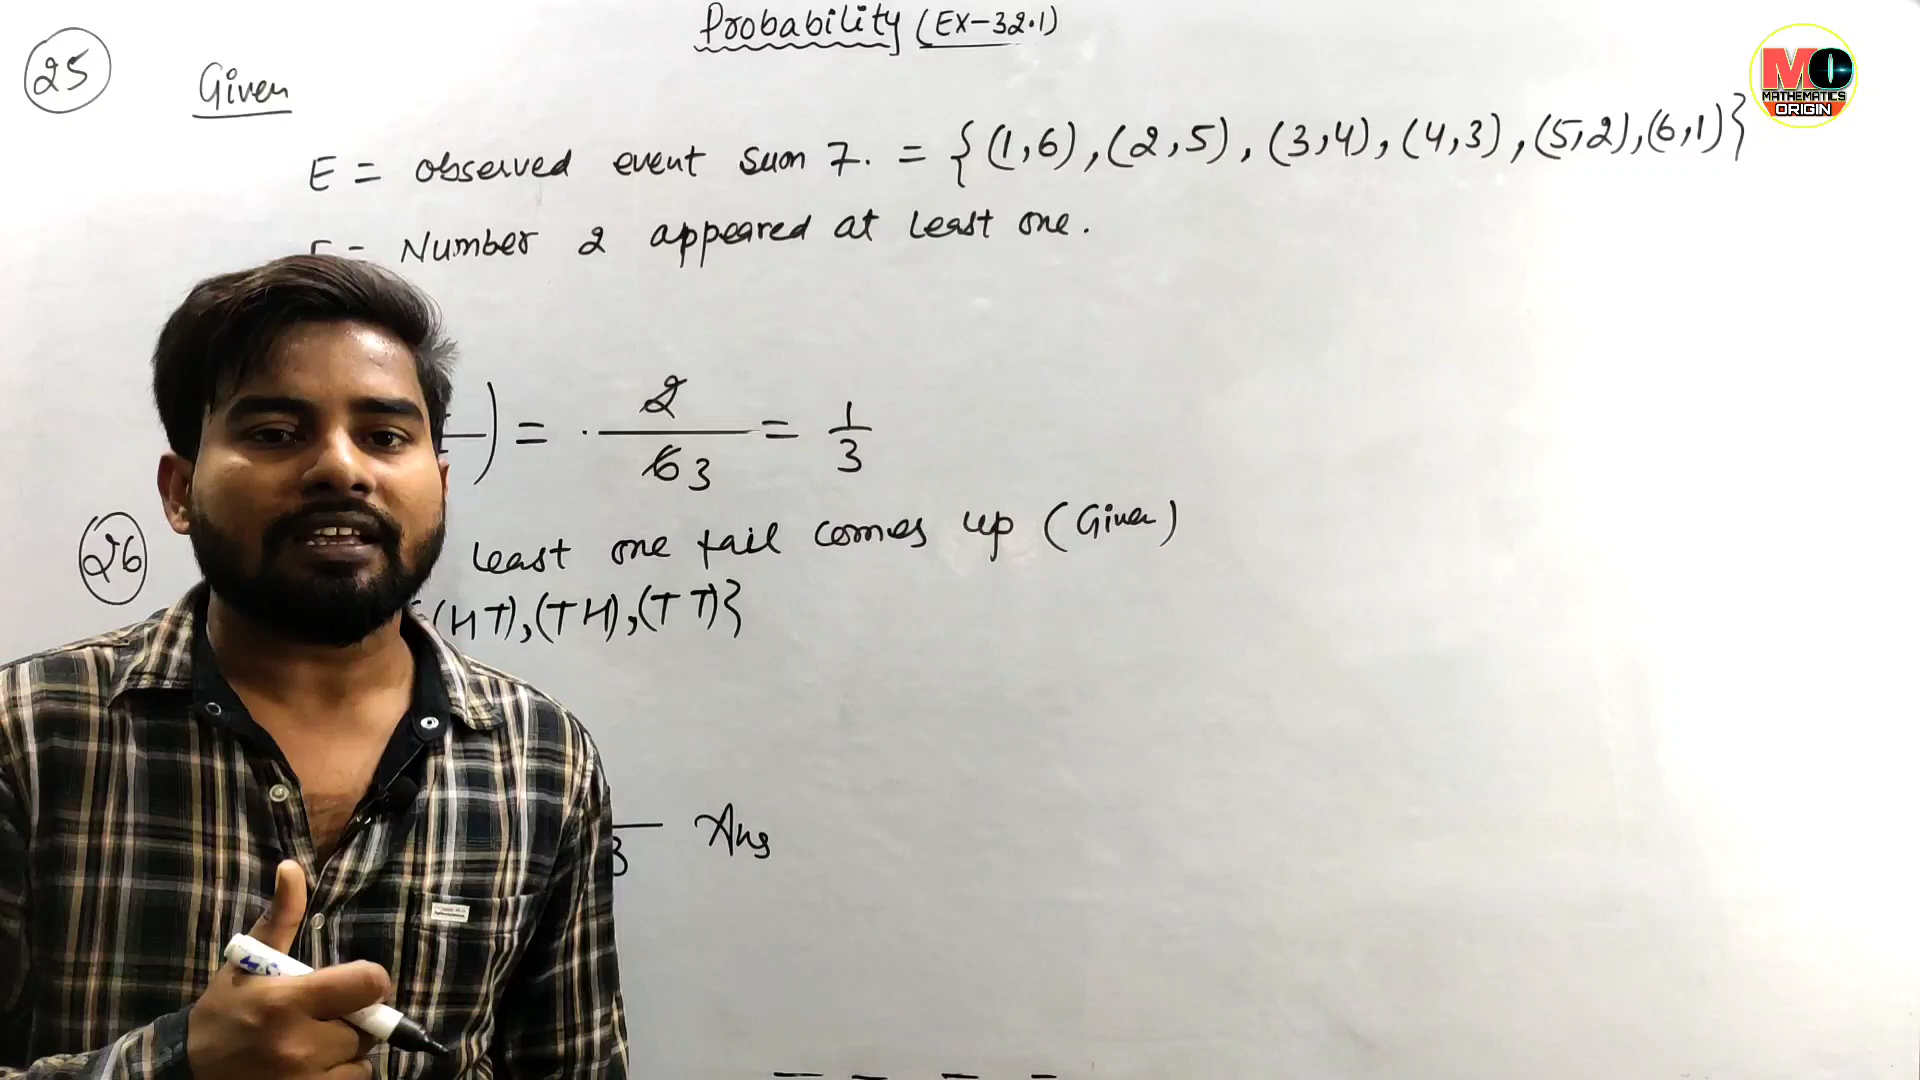 Probability (Ex-32.1)
MO
MATHEMATICS
ORIGIN
25
Given
E = observed event sum 7. = {(1,6),(2,5),(3,4),(4,3),(5,2),(6,1)}
= Number 2 appeared at least one.
) = 2/6 3 = 1/3
26
least one tail comes up (Given)
(HT),(TH),(TT)}
3 Ans